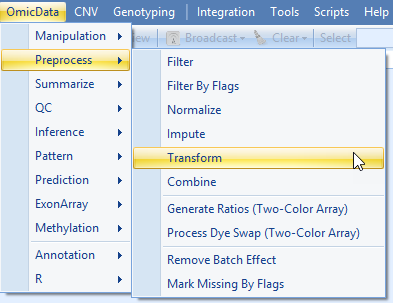 OmicData CNV Genotyping Integration Tools Scripts Help
Manipulation
Broadcast Clear Select
Preprocess
Summarize
QC
Inference
Pattern
Prediction
ExonArray
Methylation
Annotation
R
Filter
Filter By Flags
Normalize
Impute
Transform
Combine
Generate Ratios (Two-Color Array)
Process Dye Swap (Two-Color Array)
Remove Batch Effect
Mark Missing By Flags